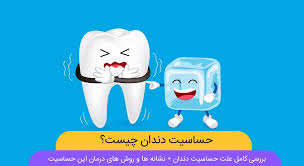 حساسیت دندان چیست؟
بررسی کامل علت حساسیت دندان + نشانه ها و روش های درمان این حساسیت